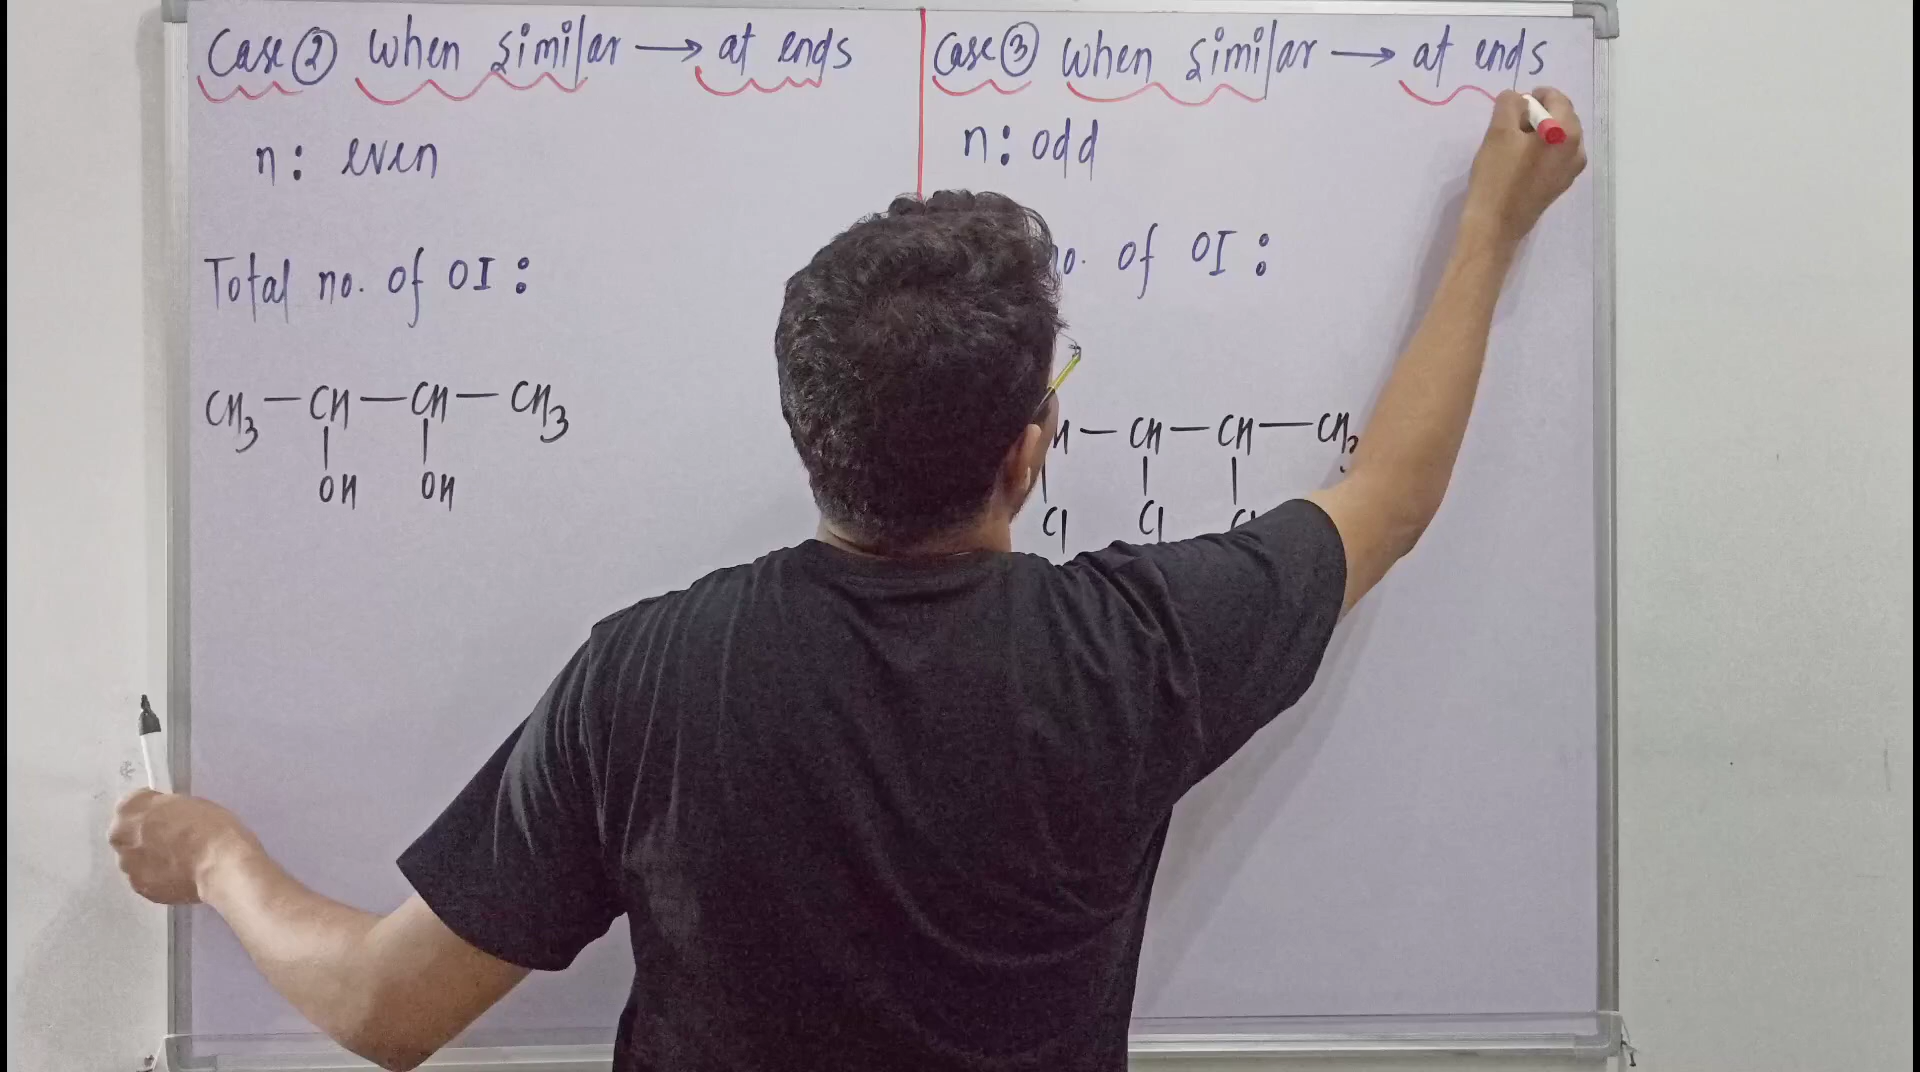 Case ② When similar → at ends
n: even
Total no. of OI :
CH3 — CH — CH — CH3
OH OH
Case ③ When similar → at ends
n: odd
no. of OI :
H — CH — CH — CH3
Cl Cl Cl